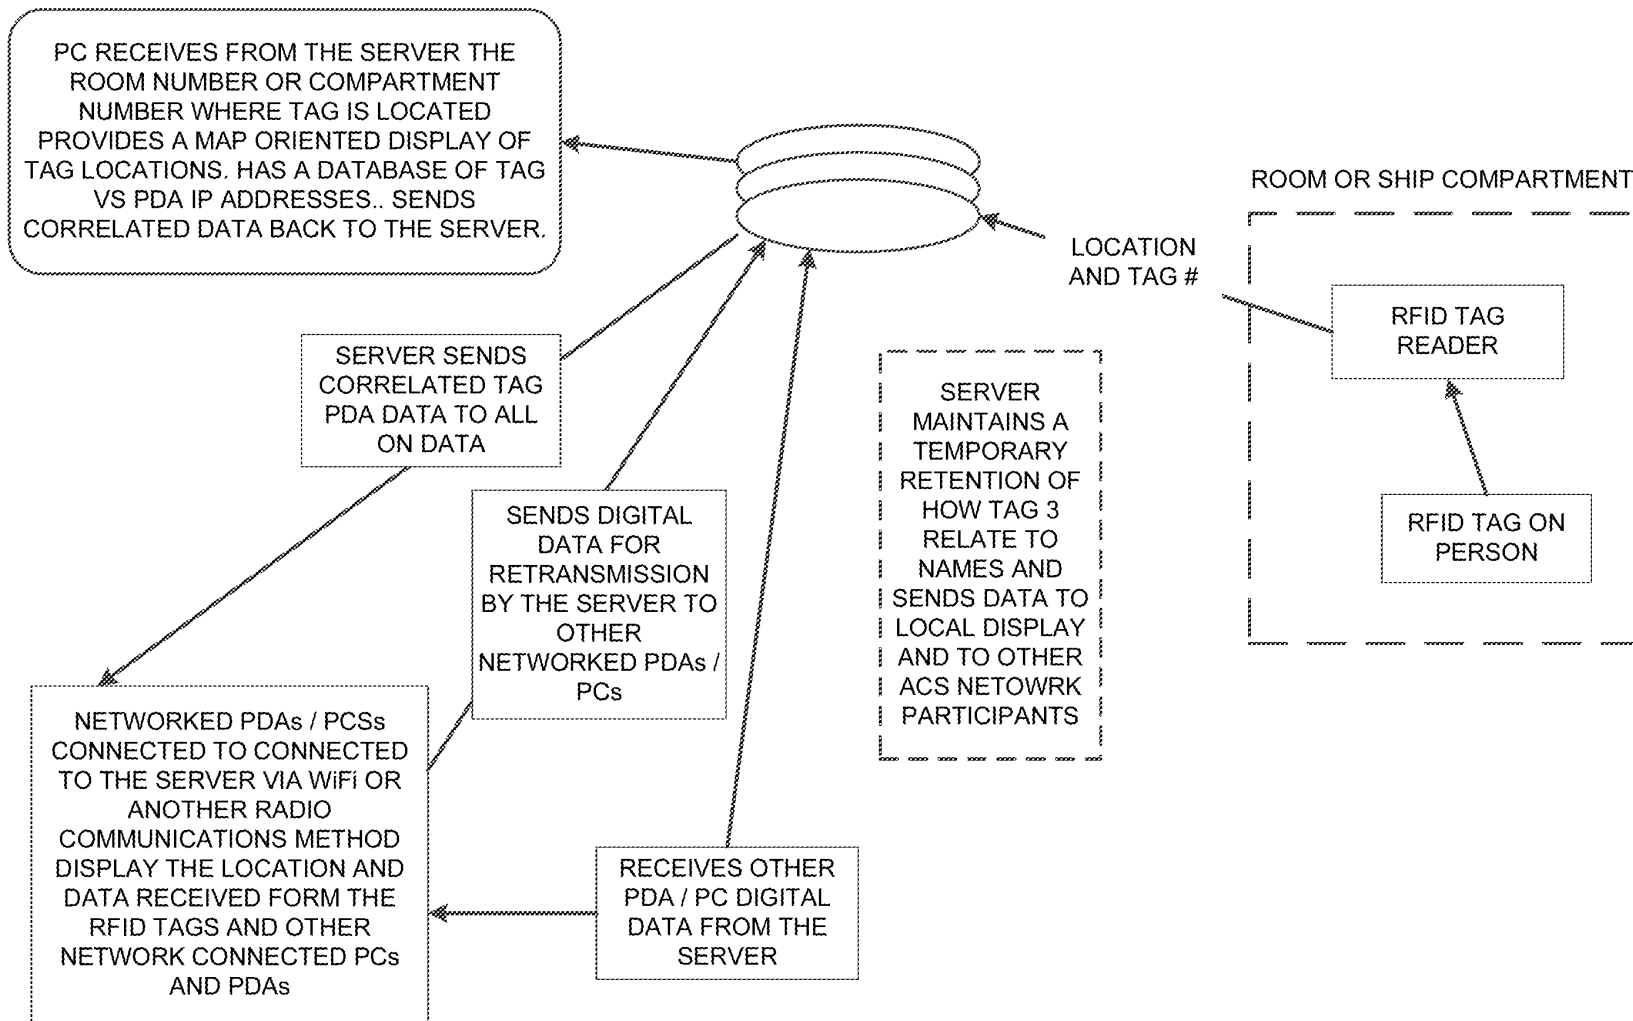 PC RECEIVES FROM THE SERVER THE
ROOM NUMBER OR COMPARTMENT
NUMBER WHERE TAG IS LOCATED
PROVIDES A MAP ORIENTED DISPLAY OF
TAG LOCATIONS. HAS A DATABASE OF TAG
VS PDA IP ADDRESSES.. SENDS
CORRELATED DATA BACK TO THE SERVER.
ROOM OR SHIP COMPARTMENT
LOCATION
AND TAG #
RFID TAG
READER
RFID TAG ON
PERSON
SERVER SENDS
CORRELATED TAG
PDA DATA TO ALL
ON DATA
SERVER
MAINTAINS A
TEMPORARY
RETENTION OF
HOW TAG 3
RELATE TO
NAMES AND
SENDS DATA TO
LOCAL DISPLAY
AND TO OTHER
ACS NETOWRK
PARTICIPANTS
SENDS DIGITAL
DATA FOR
RETRANSMISSION
BY THE SERVER TO
OTHER
NETWORKED PDAs /
PCs
NETWORKED PDAs / PCSs
CONNECTED TO CONNECTED
TO THE SERVER VIA WiFi OR
ANOTHER RADIO
COMMUNICATIONS METHOD
DISPLAY THE LOCATION AND
DATA RECEIVED FORM THE
RFID TAGS AND OTHER
NETWORK CONNECTED PCs
AND PDAs
RECEIVES OTHER
PDA / PC DIGITAL
DATA FROM THE
SERVER